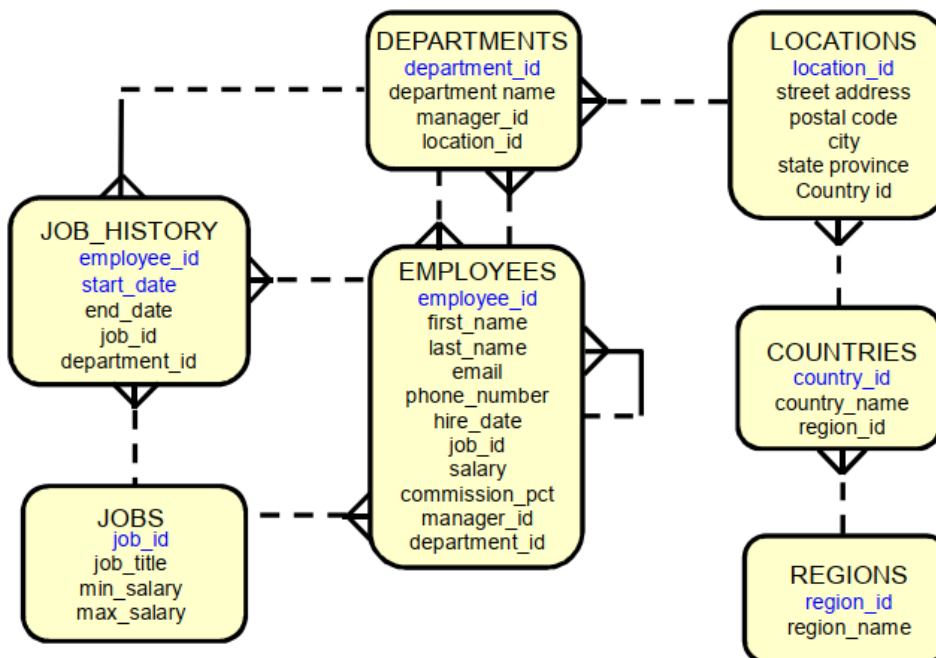 DEPARTMENTS
department_id
department name
manager_id
location_id
LOCATIONS
location_id
street address
postal code
city
state province
Country id
JOB_HISTORY
employee_id
start_date
end_date
job_id
department_id
EMPLOYEES
employee_id
first_name
last_name
email
phone_number
hire_date
job_id
salary
commission_pct
manager_id
department_id
COUNTRIES
country_id
country_name
region_id
JOBS
job_id
job_title
min_salary
max_salary
REGIONS
region_id
region_name